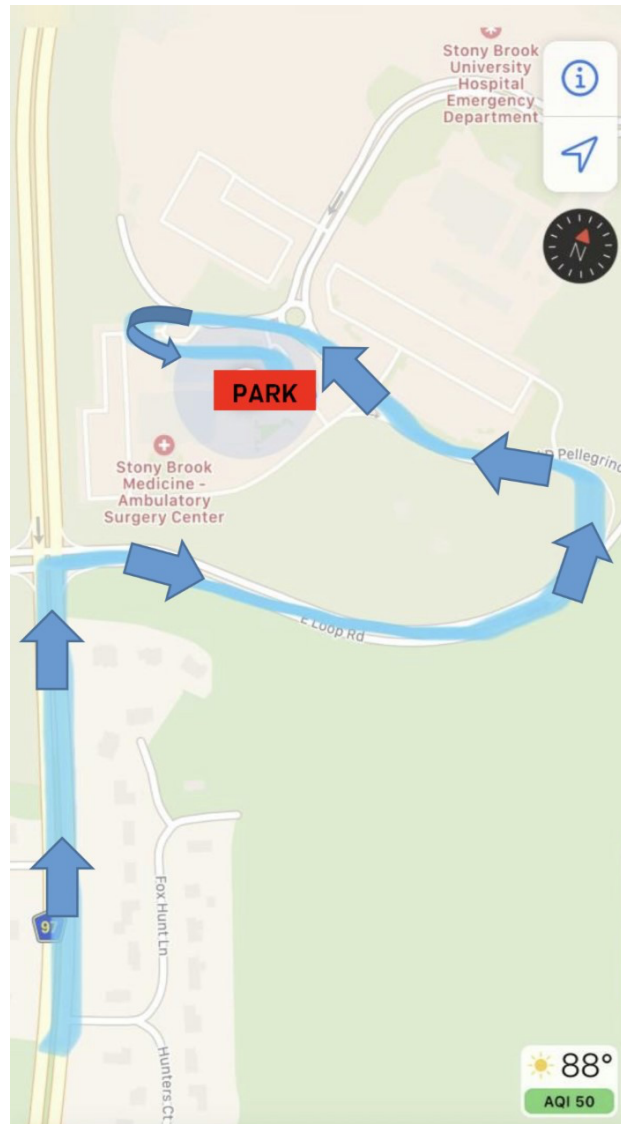 Stony Brook
University
Hospital
Emergency
Department
N
PARK
Stony Brook
Medicine -
Ambulatory
Surgery Center
Pellegrino
E Loop Rd
Fox Hunt Ln
97
Hunters Ct
88°
AQI 50